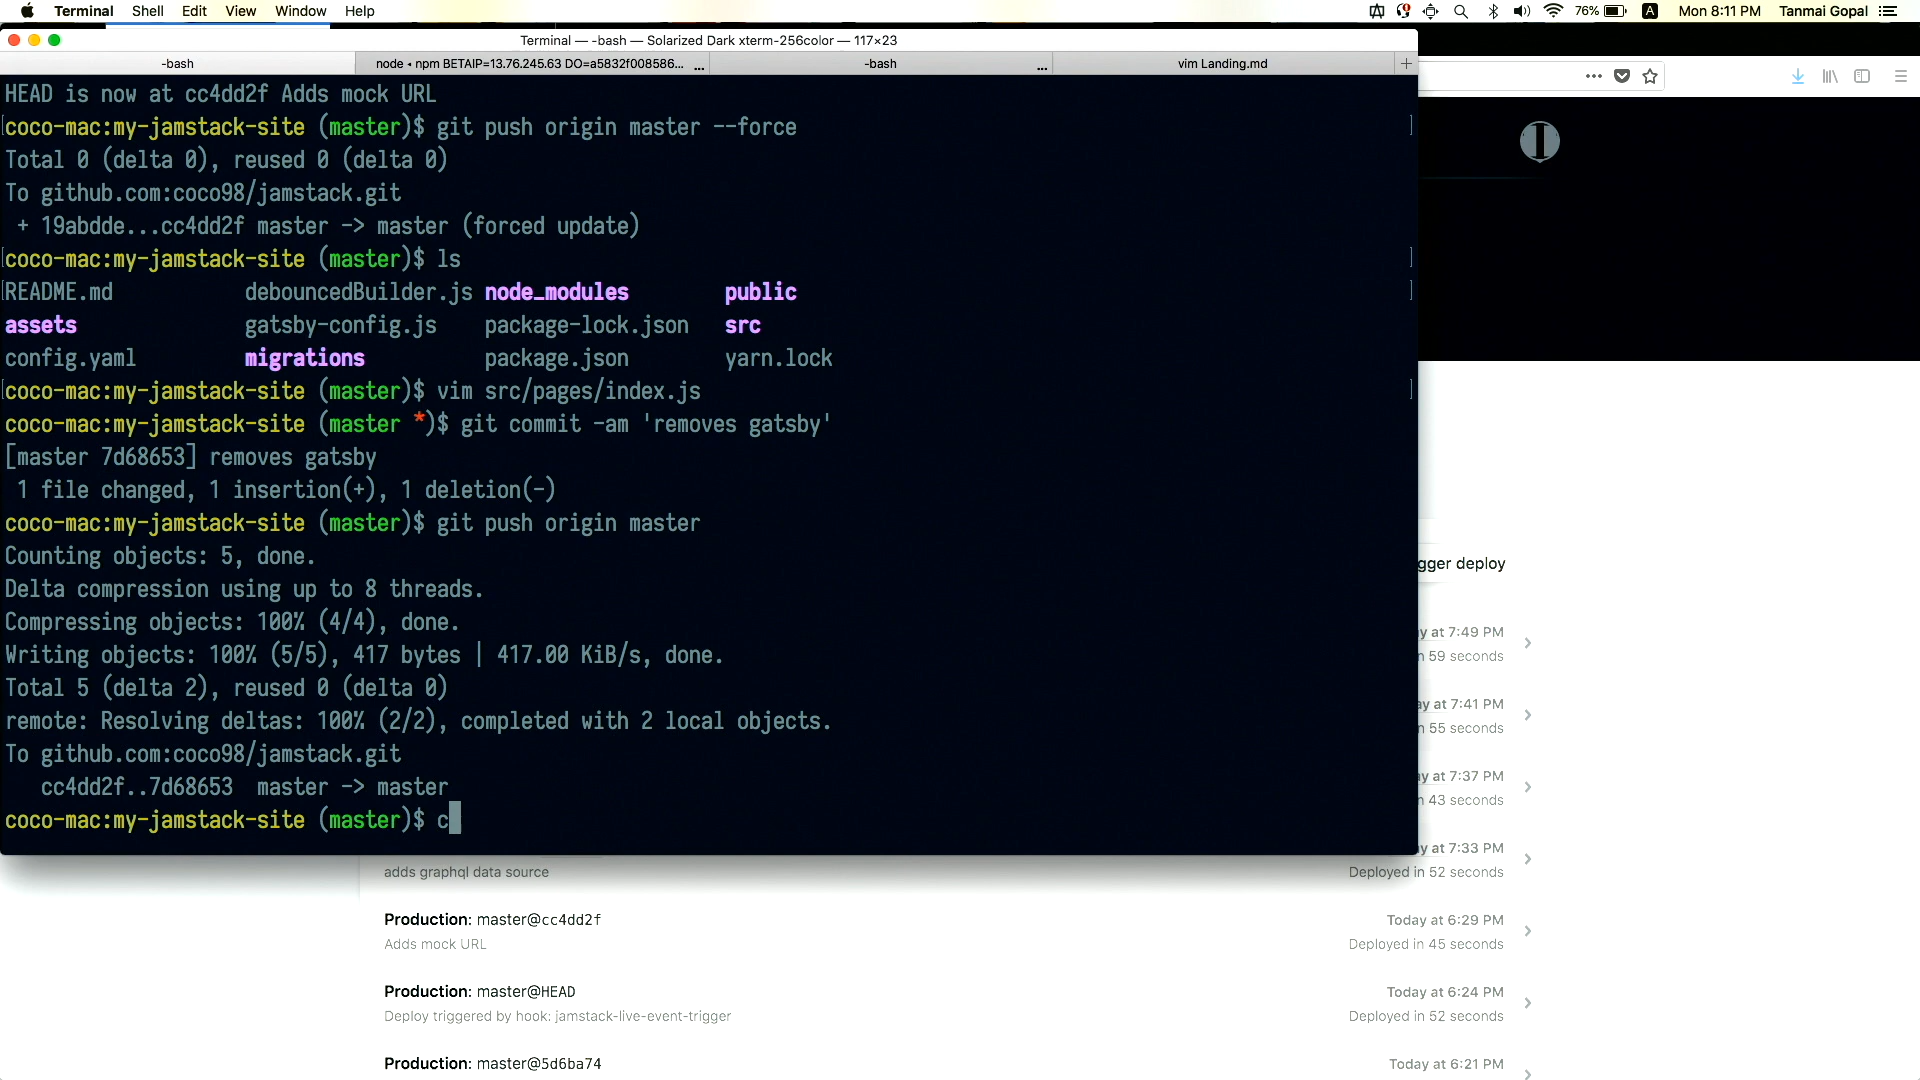 Terminal Shell Edit View Window Help
76% A Mon 8:11 PM Tanmai Gopal
Terminal — -bash — Solarized Dark xterm-256color — 117×23
-bash
node ◂ npm BETAIP=13.76.245.63 DO=a5832f008586... ...
-bash ...
vim Landing.md
HEAD is now at cc4dd2f Adds mock URL
coco-mac:my-jamstack-site (master)$ git push origin master --force
Total 0 (delta 0), reused 0 (delta 0)
To github.com:coco98/jamstack.git
 + 19abdde...cc4dd2f master -> master (forced update)
coco-mac:my-jamstack-site (master)$ ls
README.md debouncedBuilder.js node_modules public
assets gatsby-config.js package-lock.json src
config.yaml migrations package.json yarn.lock
coco-mac:my-jamstack-site (master)$ vim src/pages/index.js
coco-mac:my-jamstack-site (master *)$ git commit -am 'removes gatsby'
[master 7d68653] removes gatsby
 1 file changed, 1 insertion(+), 1 deletion(-)
coco-mac:my-jamstack-site (master)$ git push origin master
Counting objects: 5, done.
Delta compression using up to 8 threads.
Compressing objects: 100% (4/4), done.
Writing objects: 100% (5/5), 417 bytes | 417.00 KiB/s, done.
Total 5 (delta 2), reused 0 (delta 0)
remote: Resolving deltas: 100% (2/2), completed with 2 local objects.
To github.com:coco98/jamstack.git
   cc4dd2f..7d68653  master -> master
coco-mac:my-jamstack-site (master)$ c
gger deploy
y at 7:49 PM
n 59 seconds
ay at 7:41 PM
n 55 seconds
ay at 7:37 PM
n 43 seconds
ay at 7:33 PM
adds graphql data source
Deployed in 52 seconds
Production: master@cc4dd2f
Today at 6:29 PM
Adds mock URL
Deployed in 45 seconds
Production: master@HEAD
Today at 6:24 PM
Deploy triggered by hook: jamstack-live-event-trigger
Deployed in 52 seconds
Production: master@5d6ba74
Today at 6:21 PM